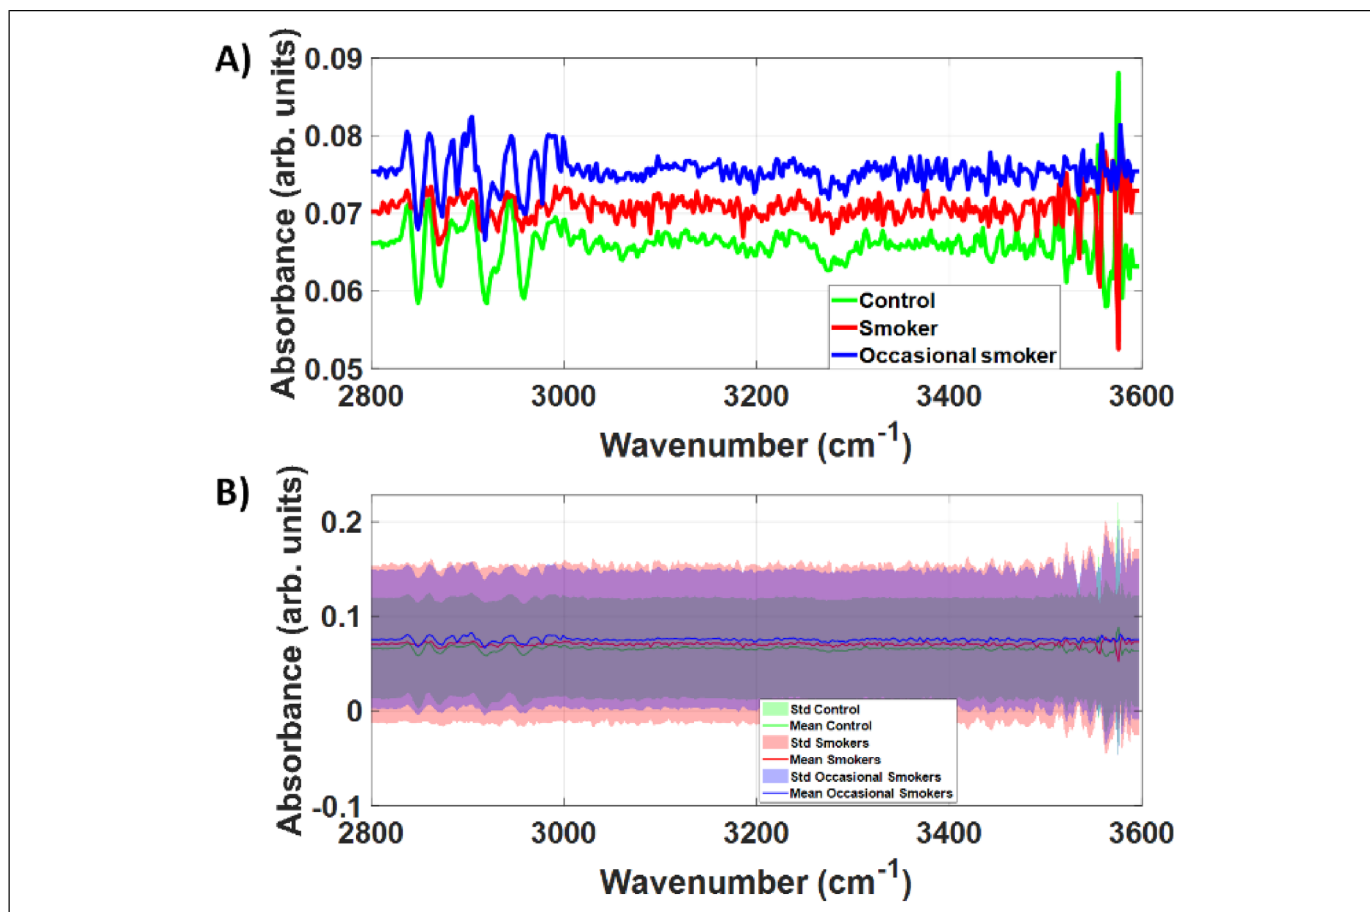 A)
Absorbance (arb. units)
0.09
0.08
0.07
0.06
0.05
Control
Smoker
Occasional smoker
2800 3000 3200 3400 3600
Wavenumber (cm⁻¹)
B)
Absorbance (arb. units)
0.2
0.1
0
-0.1
Std Control
Mean Control
Std Smokers
Mean Smokers
Std Occasional Smokers
Mean Occasional Smokers
2800 3000 3200 3400 3600
Wavenumber (cm⁻¹)